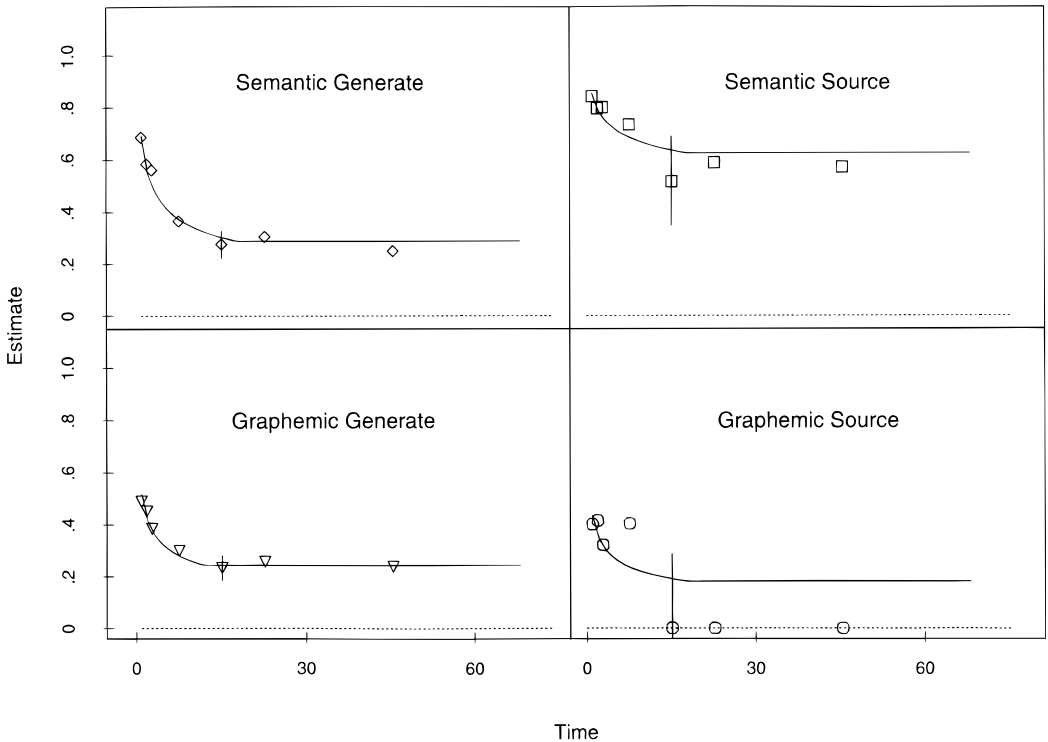 Semantic Generate
Semantic Source
1.0
.8
.6
.4
.2
0
Estimate
Graphemic Generate
Graphemic Source
1.0
.8
.6
.4
.2
0
0 30 60 0 30 60
Time